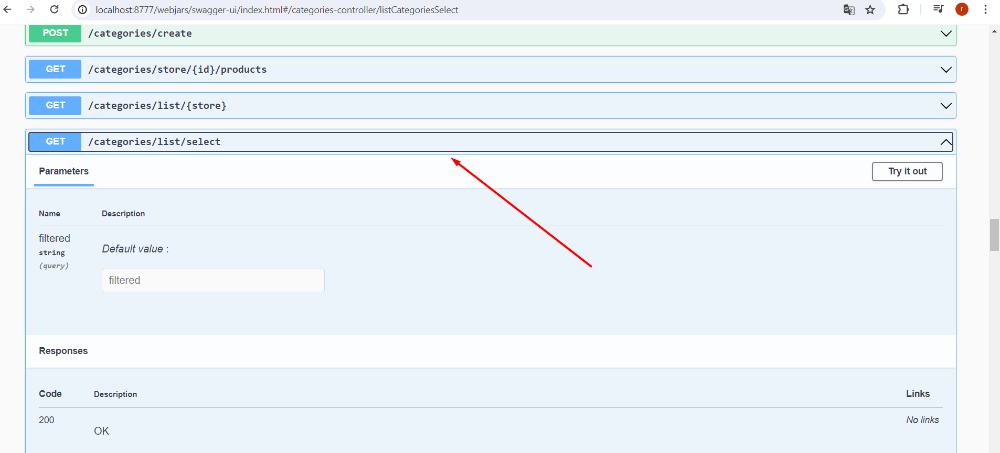 localhost:8777/webjars/swagger-ui/index.html#/categories-controller/listCategoriesSelect
r
POST /categories/create
GET /categories/store/{id}/products
GET /categories/list/{store}
GET /categories/list/select
Parameters
Try it out
Name Description
filtered
string
(query)
Default value :
filtered
Responses
Code Description Links
200
OK
No links